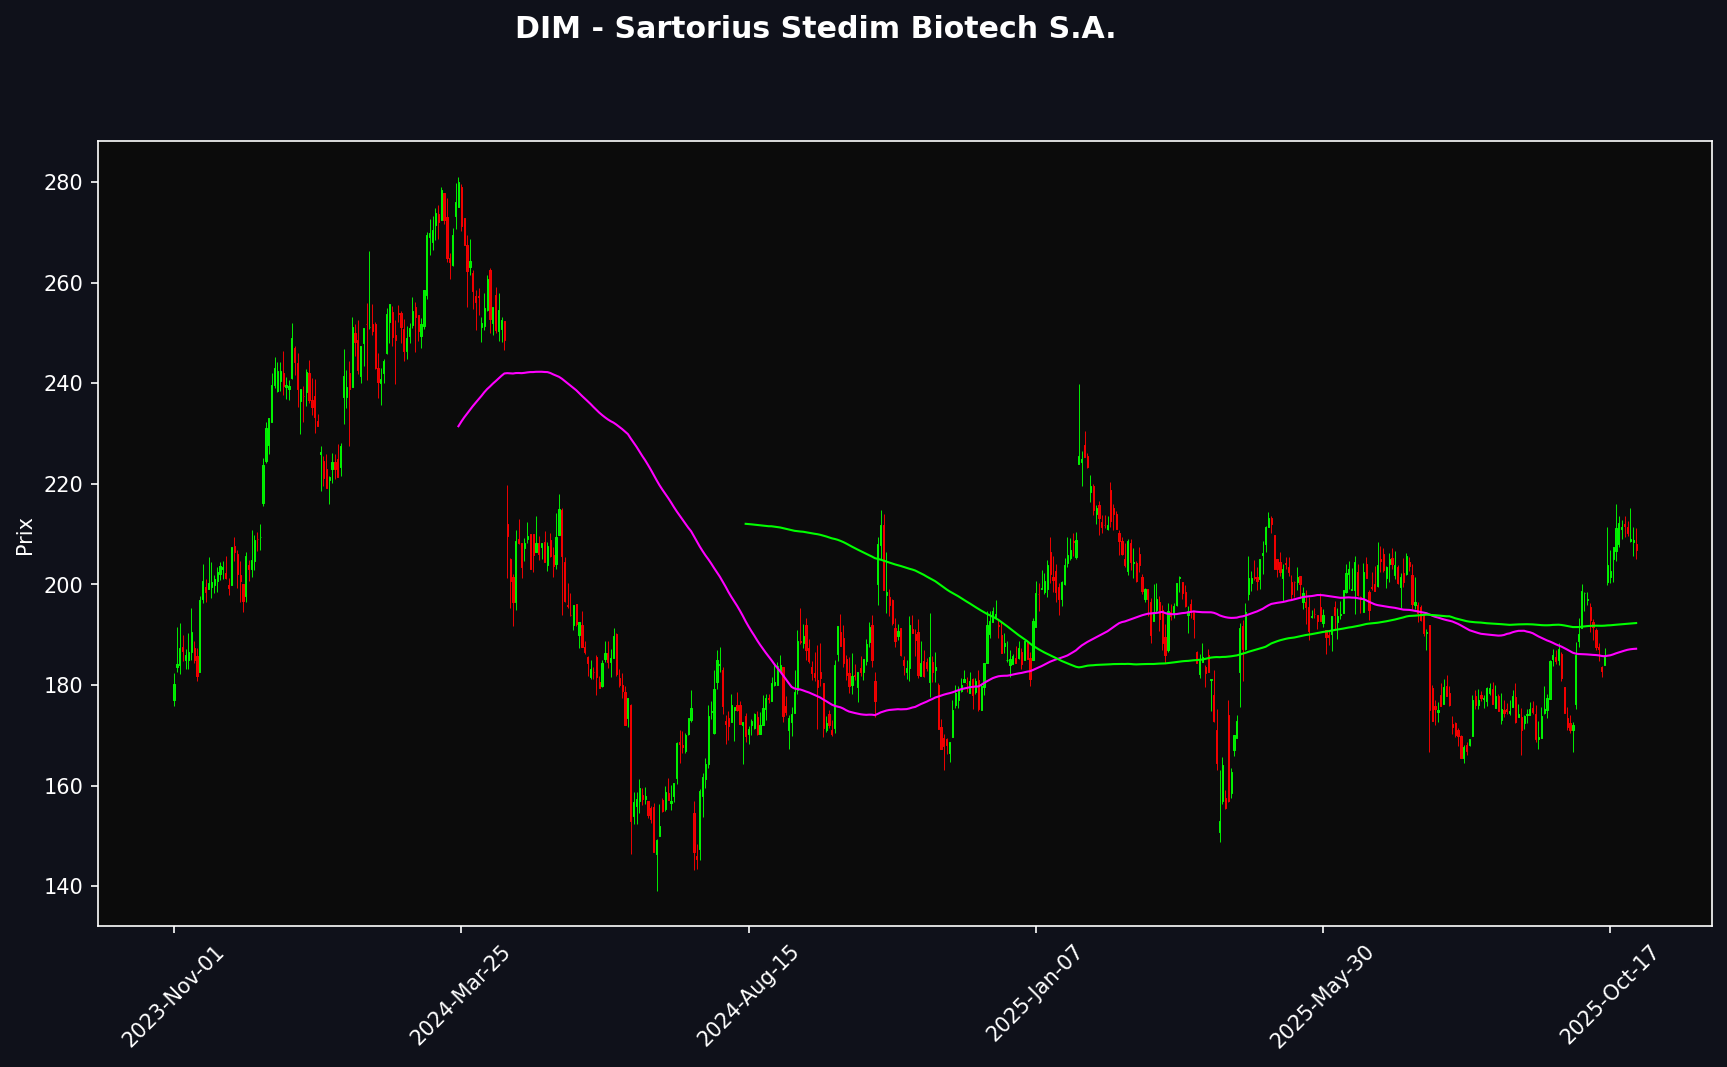 DIM - Sartorius Stedim Biotech S.A.
Prix
280
260
240
220
200
180
160
140
2023-Nov-01
2024-Mar-25
2024-Aug-15
2025-Jan-07
2025-May-30
2025-Oct-17